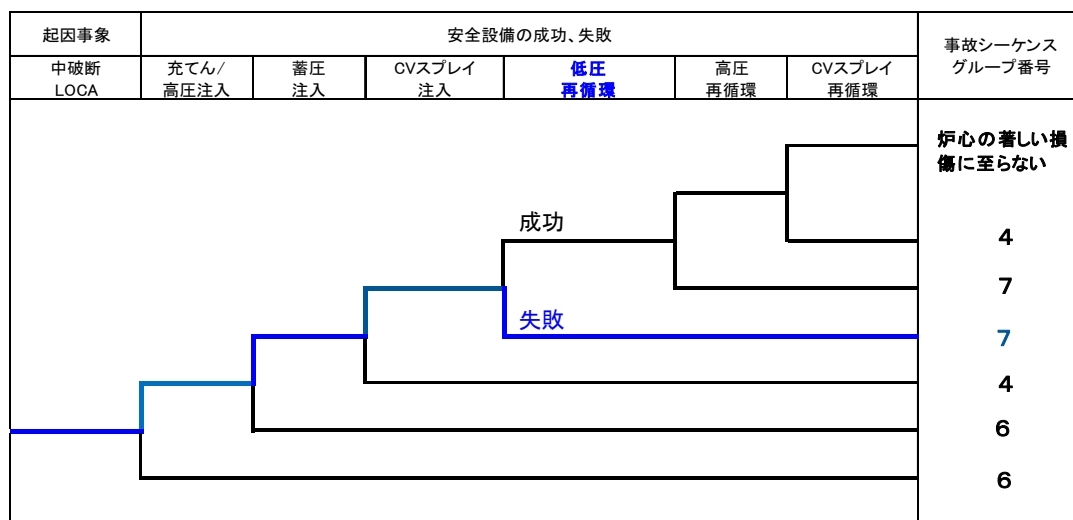 起因事象
安全設備の成功、失敗
事故シーケンス
グループ番号
中破断
LOCA
充てん/
高圧注入
蓄圧
注入
CVスプレイ
注入
低圧
再循環
高圧
再循環
CVスプレイ
再循環
炉心の著しい損
傷に至らない
成功
4
7
失敗
7
4
6
6